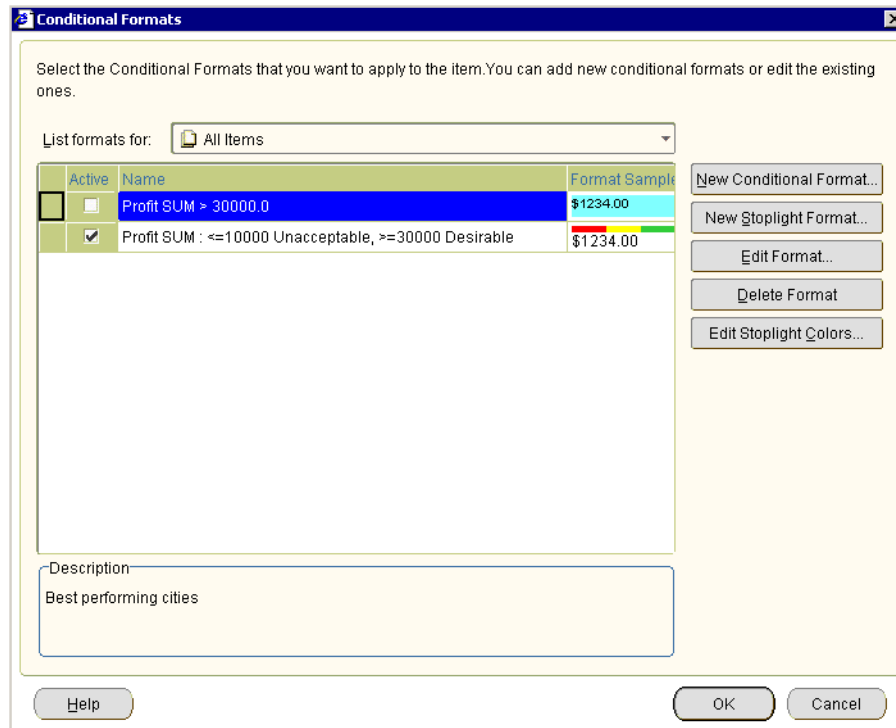 Conditional Formats
Select the Conditional Formats that you want to apply to the item.You can add new conditional formats or edit the existing
ones.
List formats for: All Items
Active Name Format Sample
Profit SUM > 30000.0 $1234.00
Profit SUM : <=10000 Unacceptable, >=30000 Desirable $1234.00
New Conditional Format...
New Stoplight Format...
Edit Format...
Delete Format
Edit Stoplight Colors...
Description
Best performing cities
Help OK Cancel